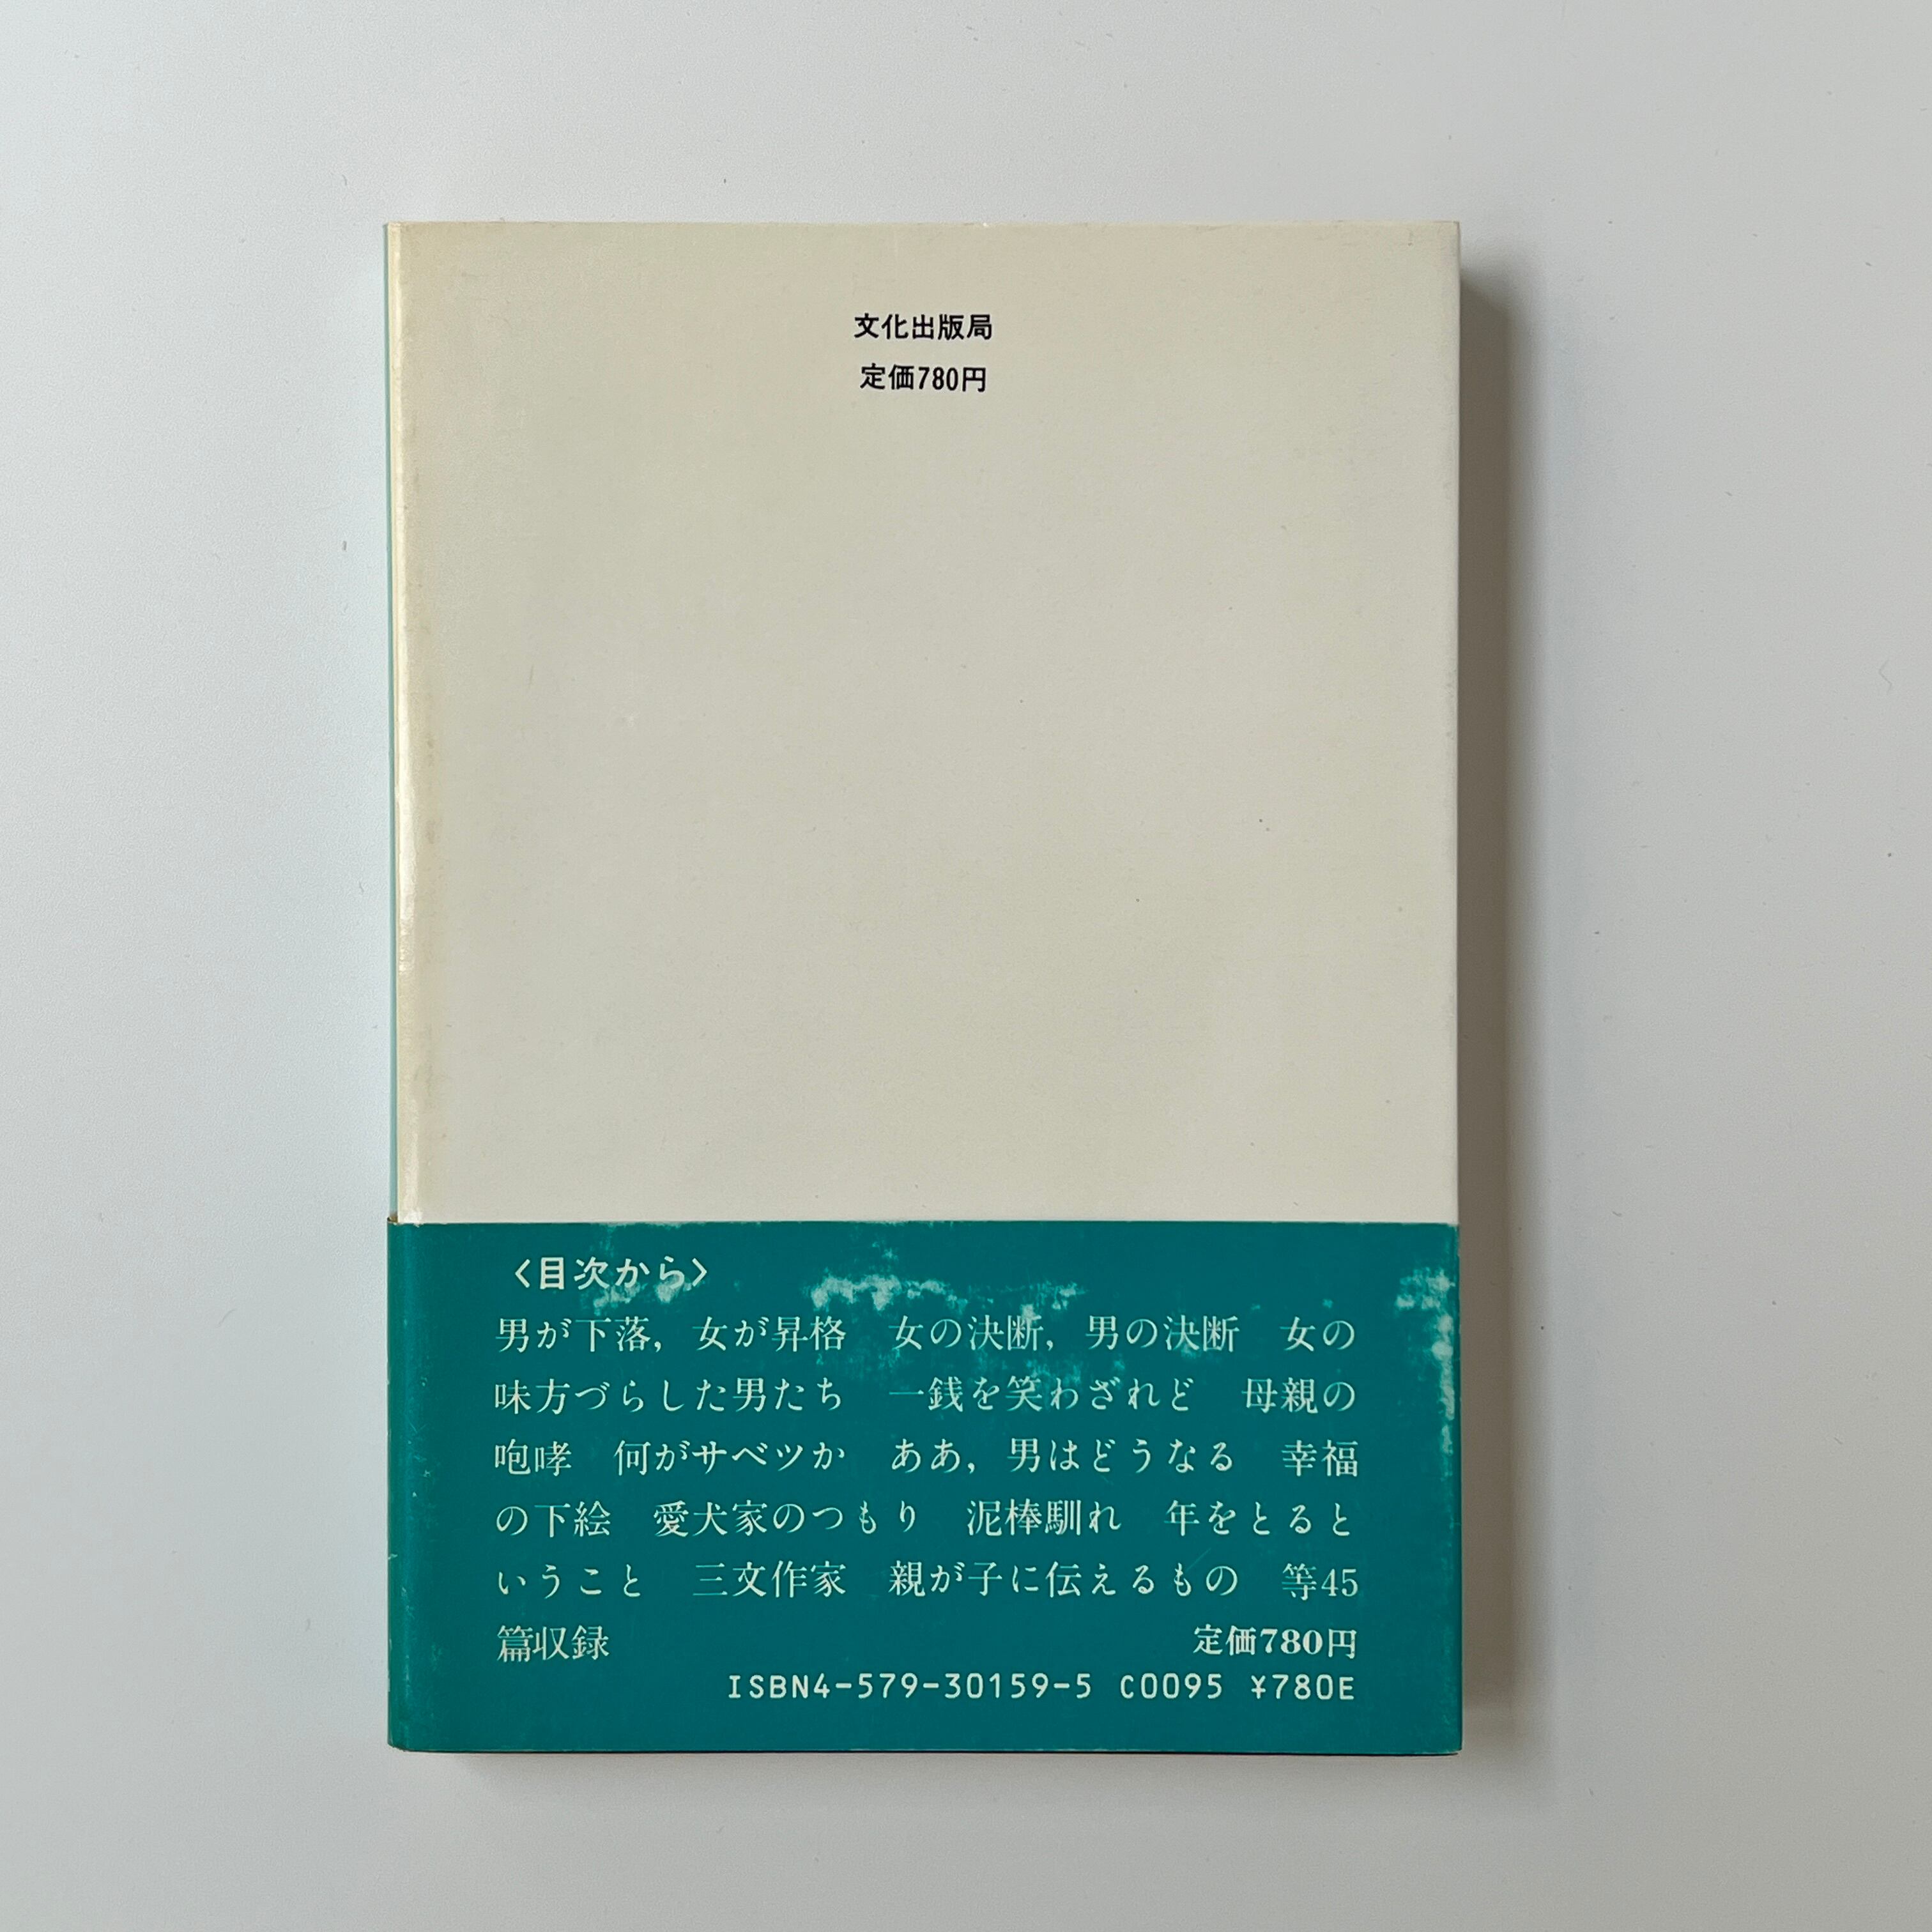 文化出版局
定価780円
〈目次から〉
男が下落，女が昇格　女の決断，男の決断　女の
味方づらした男たち　一銭を笑わざれど　母親の
咆哮　何がサベツか　ああ，男はどうなる　幸福
の下絵　愛犬家のつもり　泥棒馴れ　年をとると
いうこと　三文作家　親が子に伝えるもの　等45
篇収録　定価780円
ISBN4-579-30159-5 C0095 ¥780E